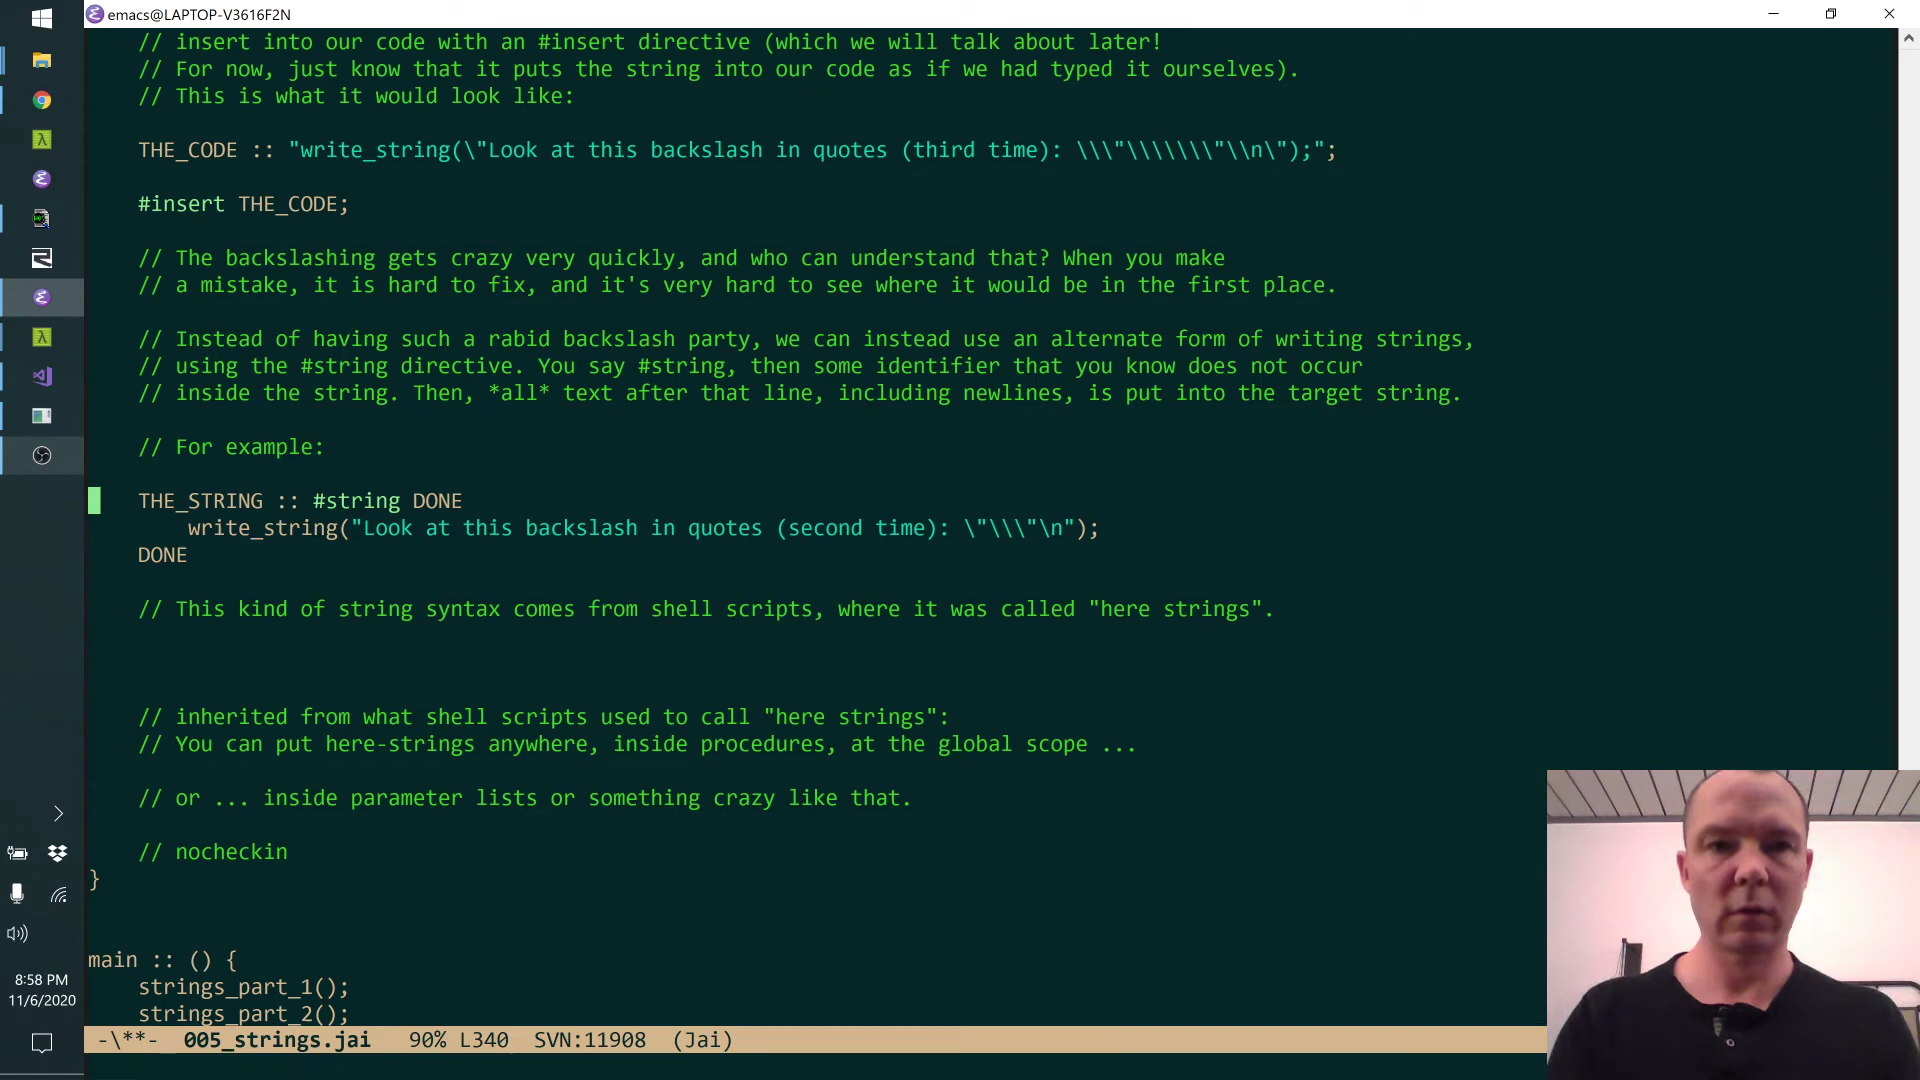 emacs@LAPTOP-V3616F2N
// insert into our code with an #insert directive (which we will talk about later!
// For now, just know that it puts the string into our code as if we had typed it ourselves).
// This is what it would look like:
THE_CODE :: "write_string(\"Look at this backslash in quotes (third time): \\\"\\\\\\\"\\n\");";
#insert THE_CODE;
// The backslashing gets crazy very quickly, and who can understand that? When you make
// a mistake, it is hard to fix, and it's very hard to see where it would be in the first place.
// Instead of having such a rabid backslash party, we can instead use an alternate form of writing strings,
// using the #string directive. You say #string, then some identifier that you know does not occur
// inside the string. Then, *all* text after that line, including newlines, is put into the target string.
// For example:
THE_STRING :: #string DONE
write_string("Look at this backslash in quotes (second time): \"\\\"\n");
DONE
// This kind of string syntax comes from shell scripts, where it was called "here strings".
// inherited from what shell scripts used to call "here strings":
// You can put here-strings anywhere, inside procedures, at the global scope ...
// or ... inside parameter lists or something crazy like that.
// nocheckin
}
main :: () {
strings_part_1();
strings_part_2();
-\**- 005_strings.jai 90% L340 SVN:11908 (Jai)
8:58 PM
11/6/2020